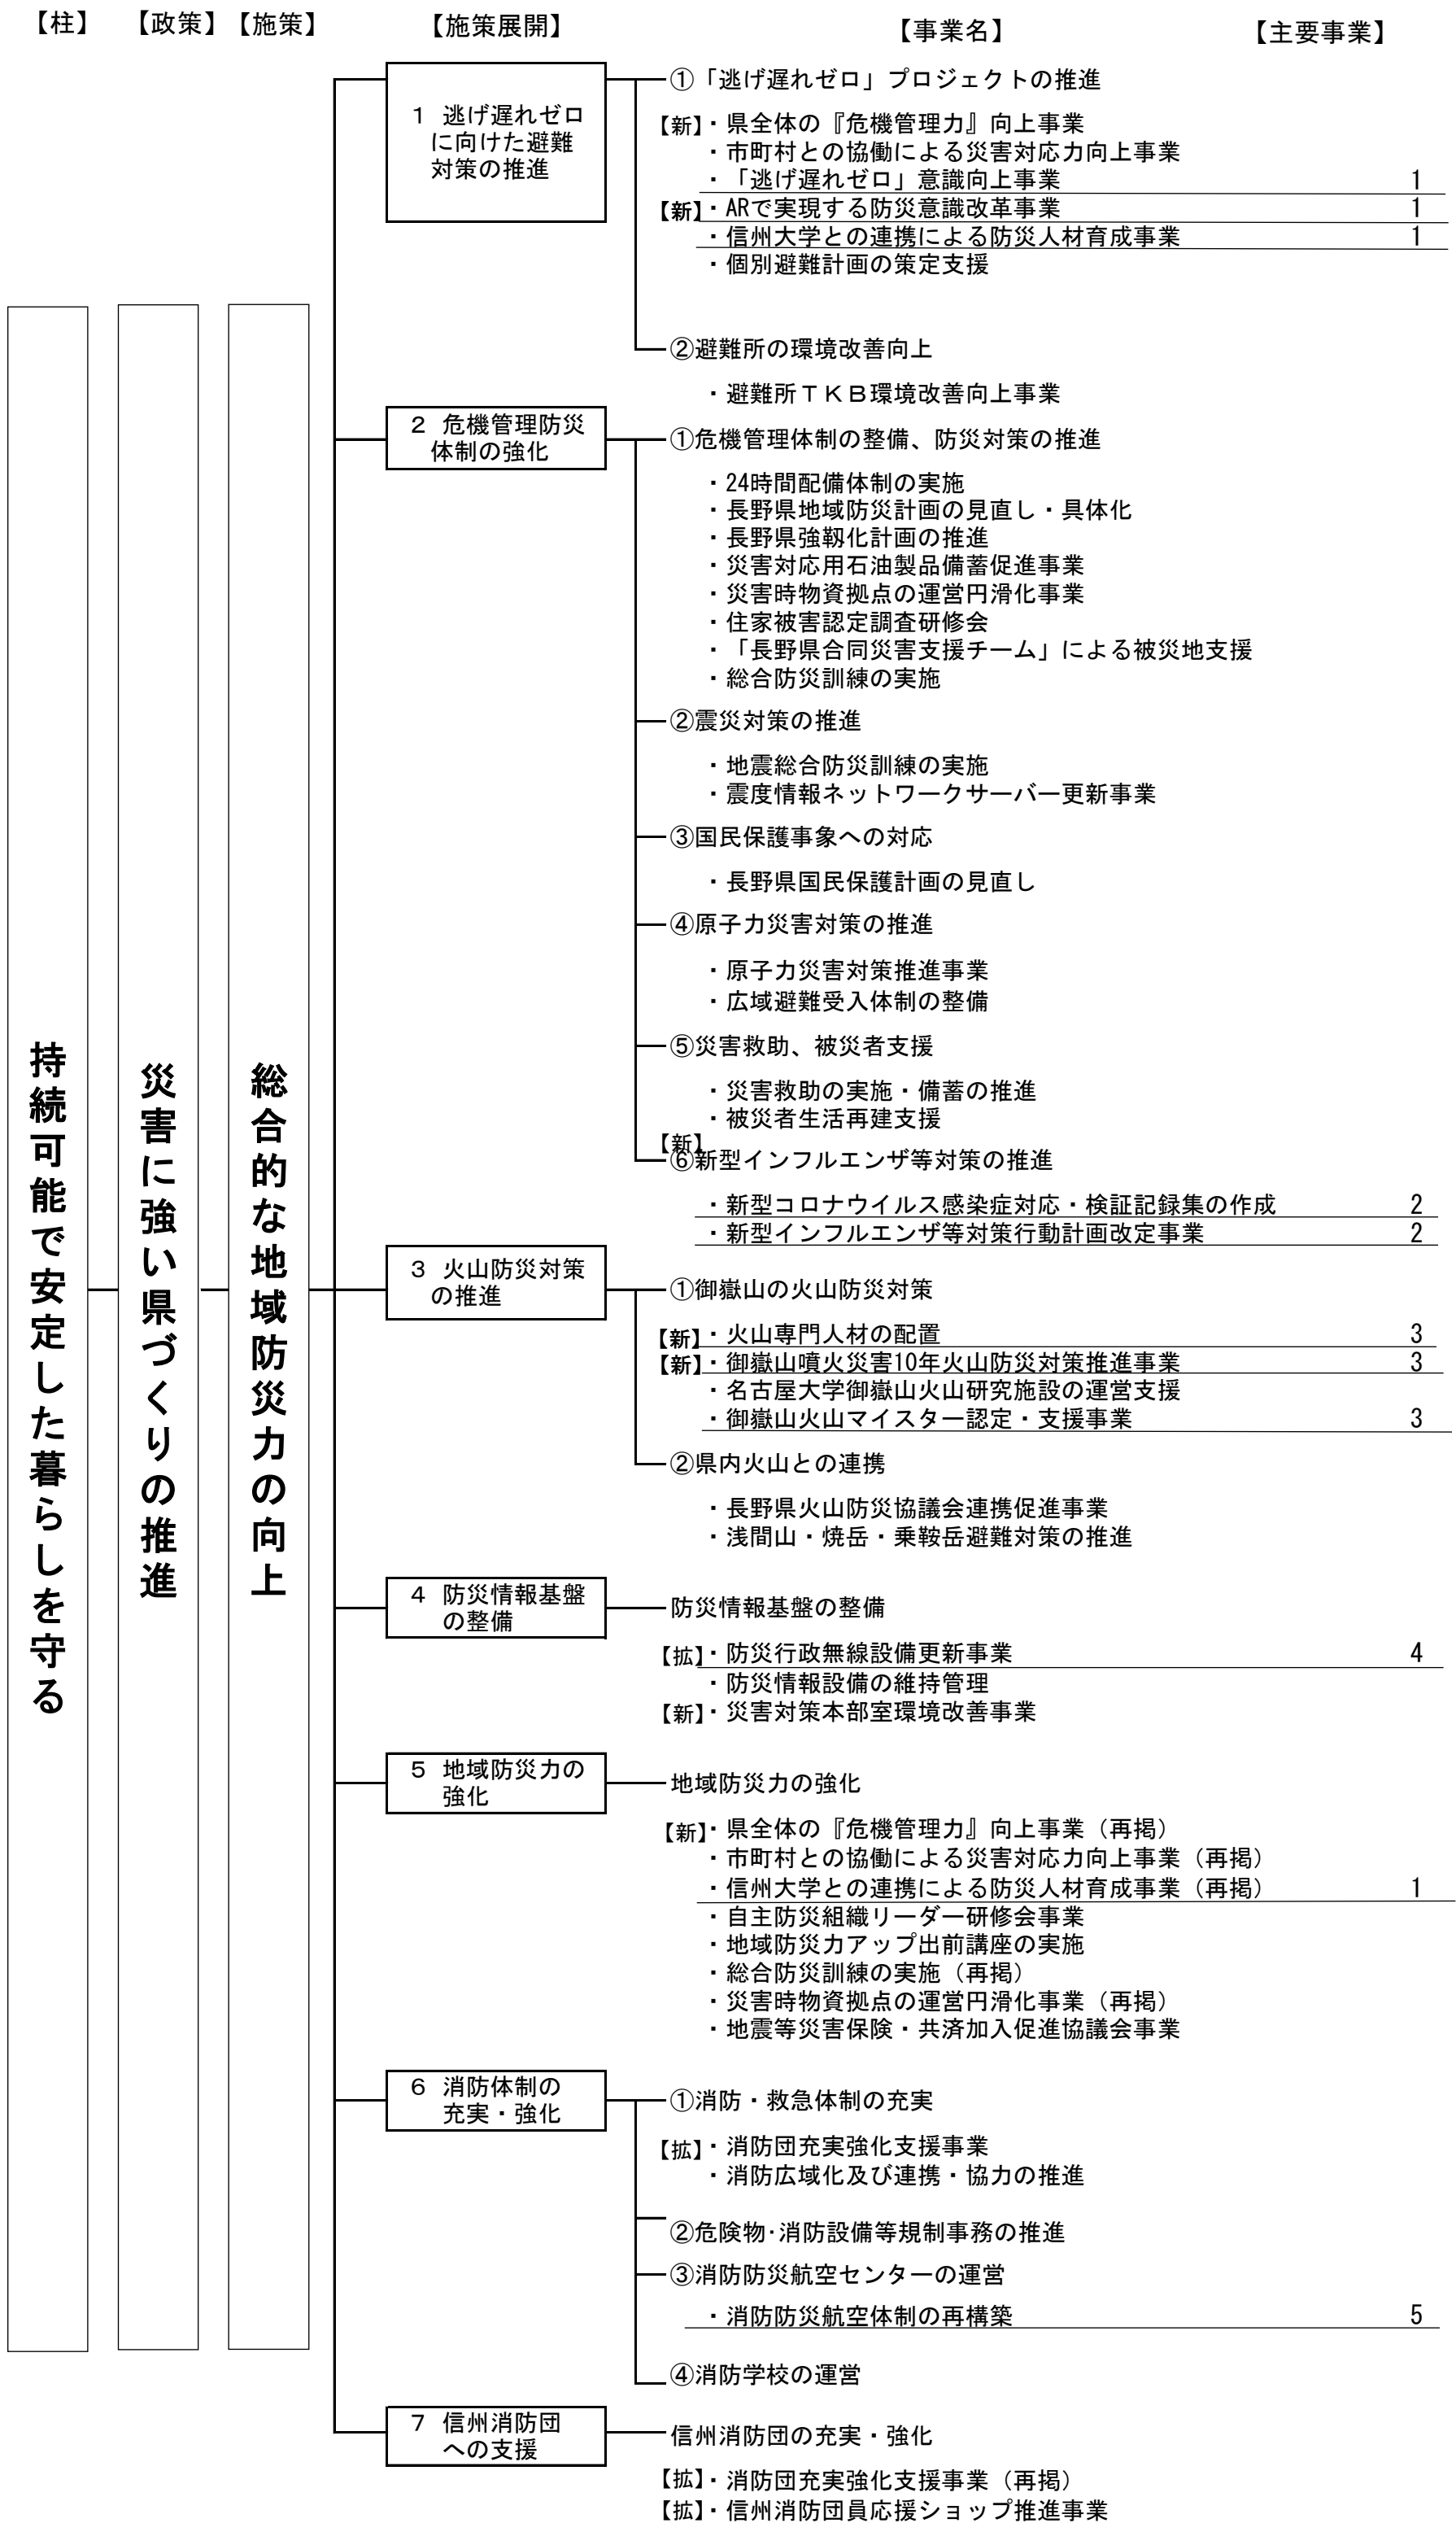 【柱】 【政策】 【施策】 【施策展開】 【事業名】 【主要事業】
持続可能で安定した暮らしを守る
災害に強い県づくりの推進
総合的な地域防災力の向上
1 逃げ遅れゼロ
に向けた避難
対策の推進
①「逃げ遅れゼロ」プロジェクトの推進
【新】・県全体の『危機管理力』向上事業
・市町村との協働による災害対応力向上事業
・「逃げ遅れゼロ」意識向上事業 1
【新】・ARで実現する防災意識改革事業 1
・信州大学との連携による防災人材育成事業 1
・個別避難計画の策定支援
②避難所の環境改善向上
・避難所TKB環境改善向上事業
2 危機管理防災
体制の強化
①危機管理体制の整備、防災対策の推進
・24時間配備体制の実施
・長野県地域防災計画の見直し・具体化
・長野県強靱化計画の推進
・災害対応用石油製品備蓄促進事業
・災害時物資拠点の運営円滑化事業
・住家被害認定調査研修会
・「長野県合同災害支援チーム」による被災地支援
・総合防災訓練の実施
②震災対策の推進
・地震総合防災訓練の実施
・震度情報ネットワークサーバー更新事業
③国民保護事象への対応
・長野県国民保護計画の見直し
④原子力災害対策の推進
・原子力災害対策推進事業
・広域避難受入体制の整備
⑤災害救助、被災者支援
・災害救助の実施・備蓄の推進
・被災者生活再建支援
【新】
⑥新型インフルエンザ等対策の推進
・新型コロナウイルス感染症対応・検証記録集の作成 2
・新型インフルエンザ等対策行動計画改定事業 2
3 火山防災対策
の推進
①御嶽山の火山防災対策
【新】・火山専門人材の配置 3
【新】・御嶽山噴火災害10年火山防災対策推進事業 3
・名古屋大学御嶽山火山研究施設の運営支援
・御嶽山火山マイスター認定・支援事業 3
②県内火山との連携
・長野県火山防災協議会連携促進事業
・浅間山・焼岳・乗鞍岳避難対策の推進
4 防災情報基盤
の整備
防災情報基盤の整備
【拡】・防災行政無線設備更新事業 4
・防災情報設備の維持管理
【新】・災害対策本部室環境改善事業
5 地域防災力の
強化
地域防災力の強化
【新】・県全体の『危機管理力』向上事業（再掲）
・市町村との協働による災害対応力向上事業（再掲）
・信州大学との連携による防災人材育成事業（再掲） 1
・自主防災組織リーダー研修会事業
・地域防災力アップ出前講座の実施
・総合防災訓練の実施（再掲）
・災害時物資拠点の運営円滑化事業（再掲）
・地震等災害保険・共済加入促進協議会事業
6 消防体制の
充実・強化
①消防・救急体制の充実
【拡】・消防団充実強化支援事業
・消防広域化及び連携・協力の推進
②危険物･消防設備等規制事務の推進
③消防防災航空センターの運営
・消防防災航空体制の再構築 5
④消防学校の運営
7 信州消防団
への支援
信州消防団の充実・強化
【拡】・消防団充実強化支援事業（再掲）
【拡】・信州消防団員応援ショップ推進事業